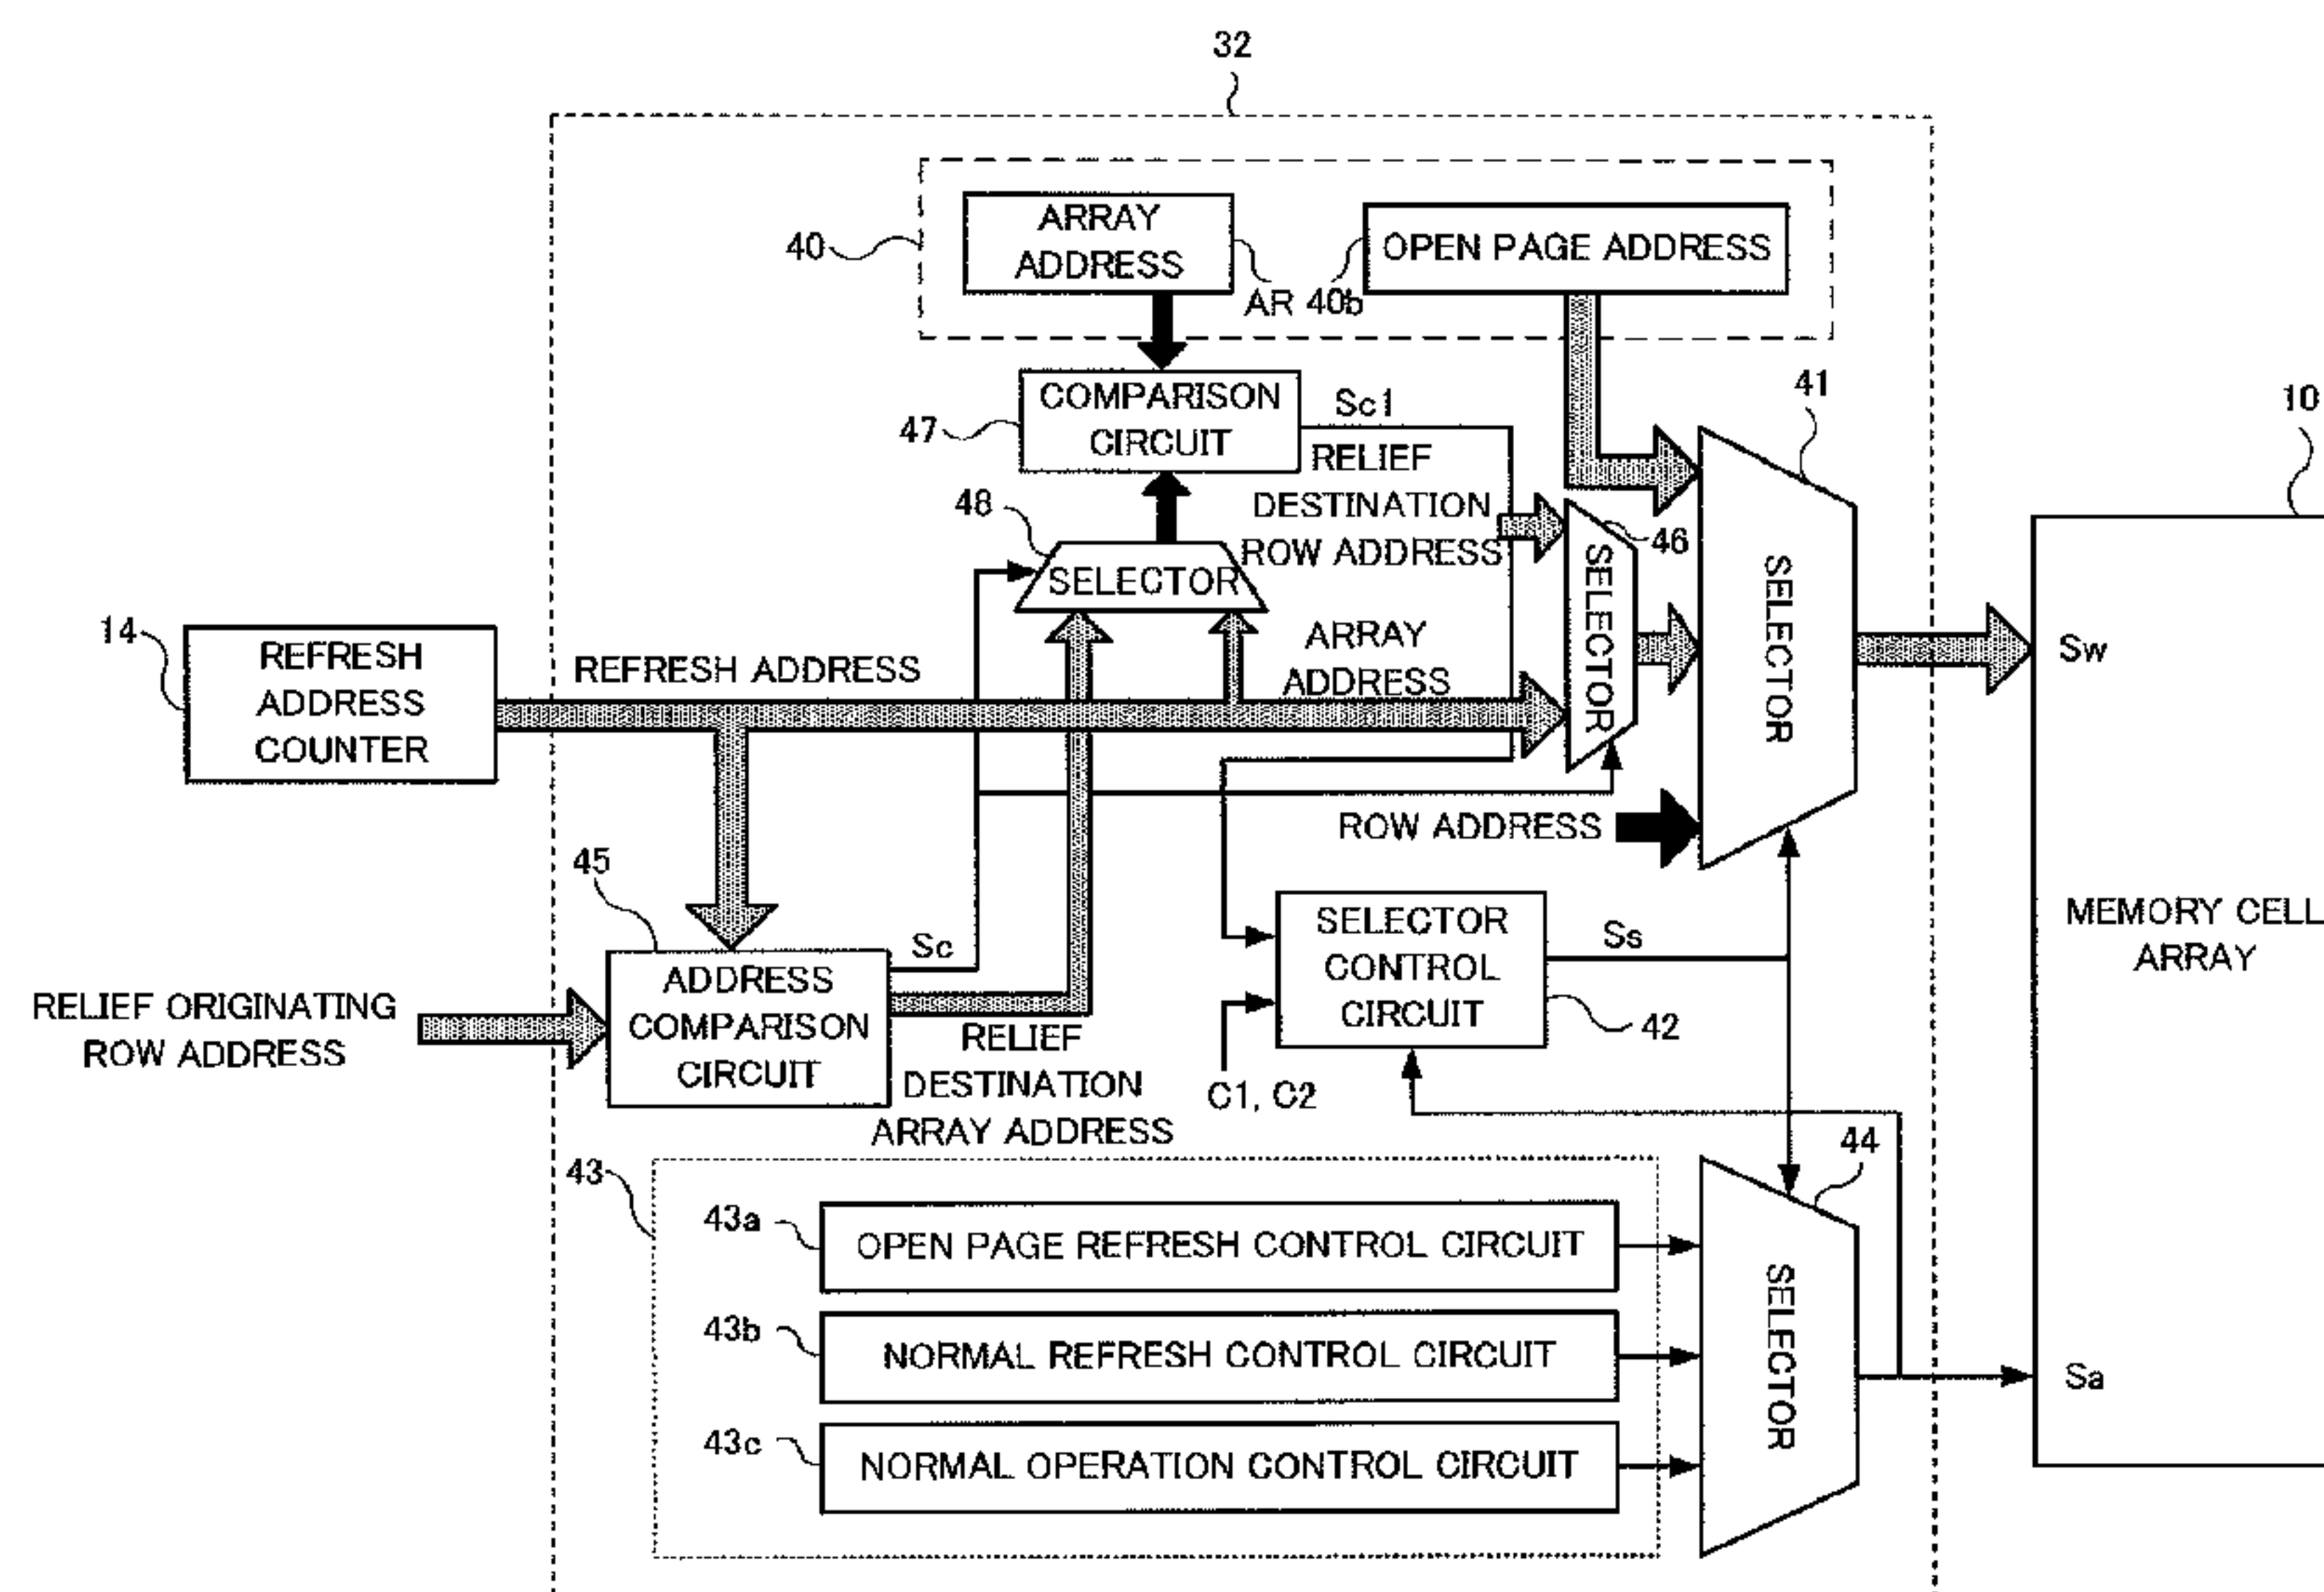 32
ARRAY
ADDRESS
40
AR 40b
OPEN PAGE ADDRESS
COMPARISON
CIRCUIT
47
Sc1
41
10
RELIEF
DESTINATION
ROW ADDRESS
48
SELECTOR
46
SELECTOR
SELECTOR
14
REFRESH
ADDRESS
COUNTER
REFRESH ADDRESS
ARRAY
ADDRESS
Sw
ROW ADDRESS
45
Sc
ADDRESS
COMPARISON
CIRCUIT
RELIEF ORIGINATING
ROW ADDRESS
RELIEF
DESTINATION
ARRAY ADDRESS
SELECTOR
CONTROL
CIRCUIT
Ss
42
C1, C2
MEMORY CELL
ARRAY
43
44
43a
OPEN PAGE REFRESH CONTROL CIRCUIT
43b
NORMAL REFRESH CONTROL CIRCUIT
43c
NORMAL OPERATION CONTROL CIRCUIT
SELECTOR
Sa